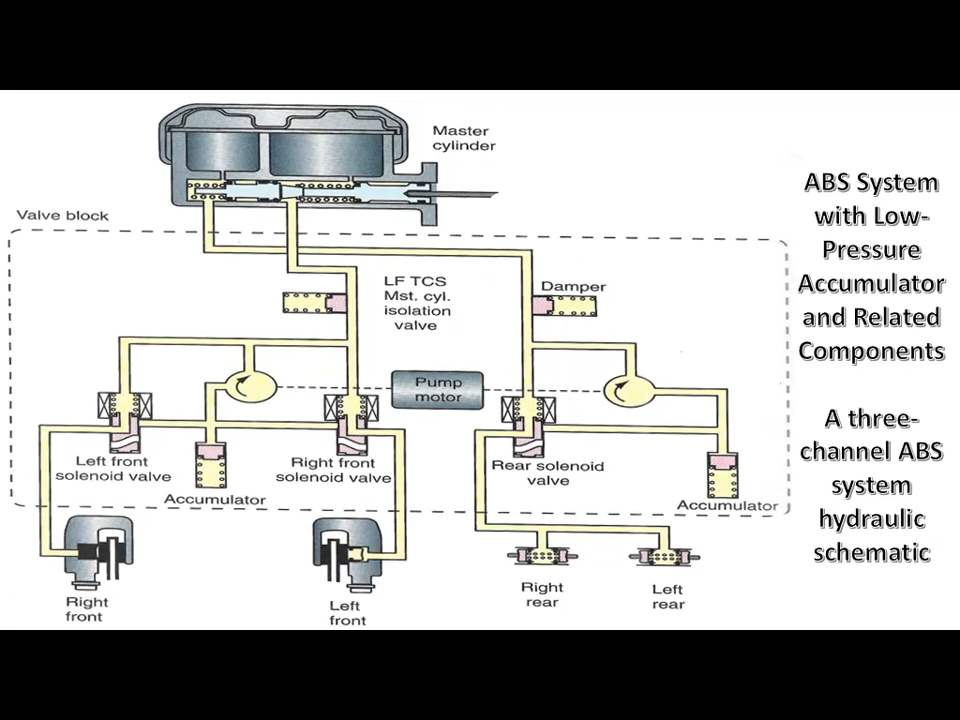 Master
cylinder
Valve block
LF TCS
Mst. cyl.
isolation
valve
Damper
Pump
motor
Left front
solenoid valve
Right front
solenoid valve
Rear solenoid
valve
Accumulator
Accumulator
Right
front
Left
front
Right
rear
Left
rear
ABS System
with Low-
Pressure
Accumulator
and Related
Components
A three-
channel ABS
system
hydraulic
schematic